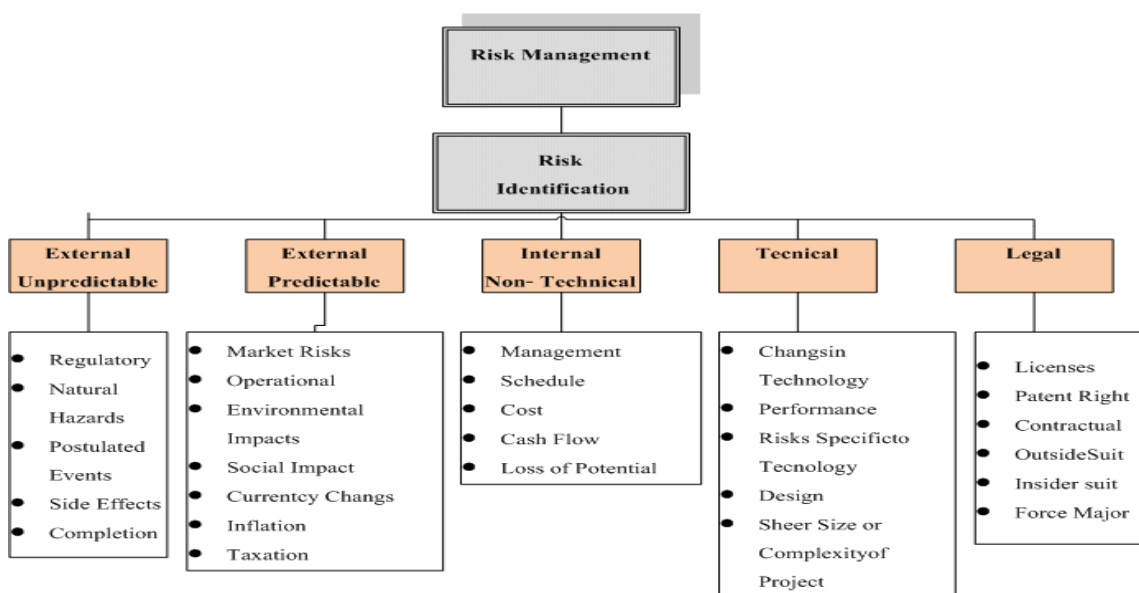 Risk Management
Risk
Identification
External
Unpredictable
External
Predictable
Internal
Non- Technical
Tecnical
Legal
Regulatory
Natural
Hazards
Postulated
Events
Side Effects
Completion
Market Risks
Operational
Environmental
Impacts
Social Impact
Currentcy Changs
Inflation
Taxation
Management
Schedule
Cost
Cash Flow
Loss of Potential
Changsin
Technology
Performance
Risks Specificto
Tecnology
Design
Sheer Size or
Complexityof
Project
Licenses
Patent Right
Contractual
OutsideSuit
Insider suit
Force Major